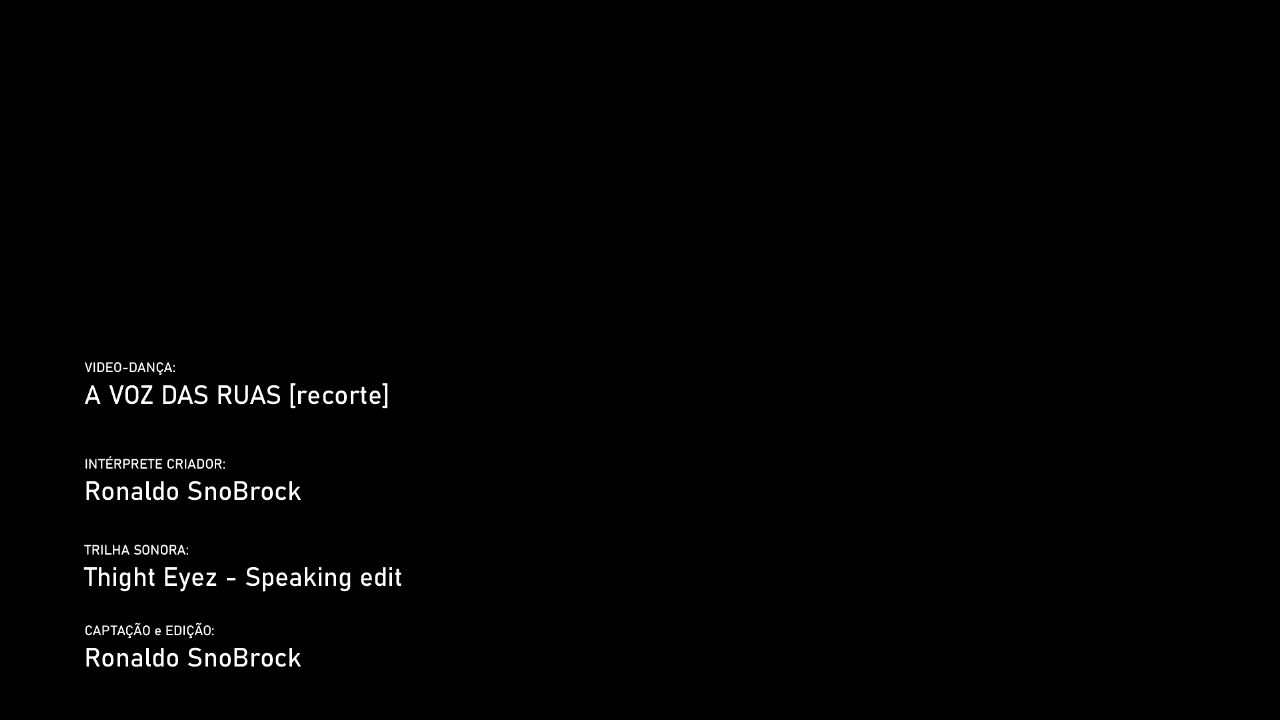 VIDEO-DANÇA:
A VOZ DAS RUAS [recorte]
INTÉRPRETE CRIADOR:
Ronaldo SnoBrock
TRILHA SONORA:
Thight Eyez - Speaking edit
CAPTAÇÃO e EDIÇÃO:
Ronaldo SnoBrock